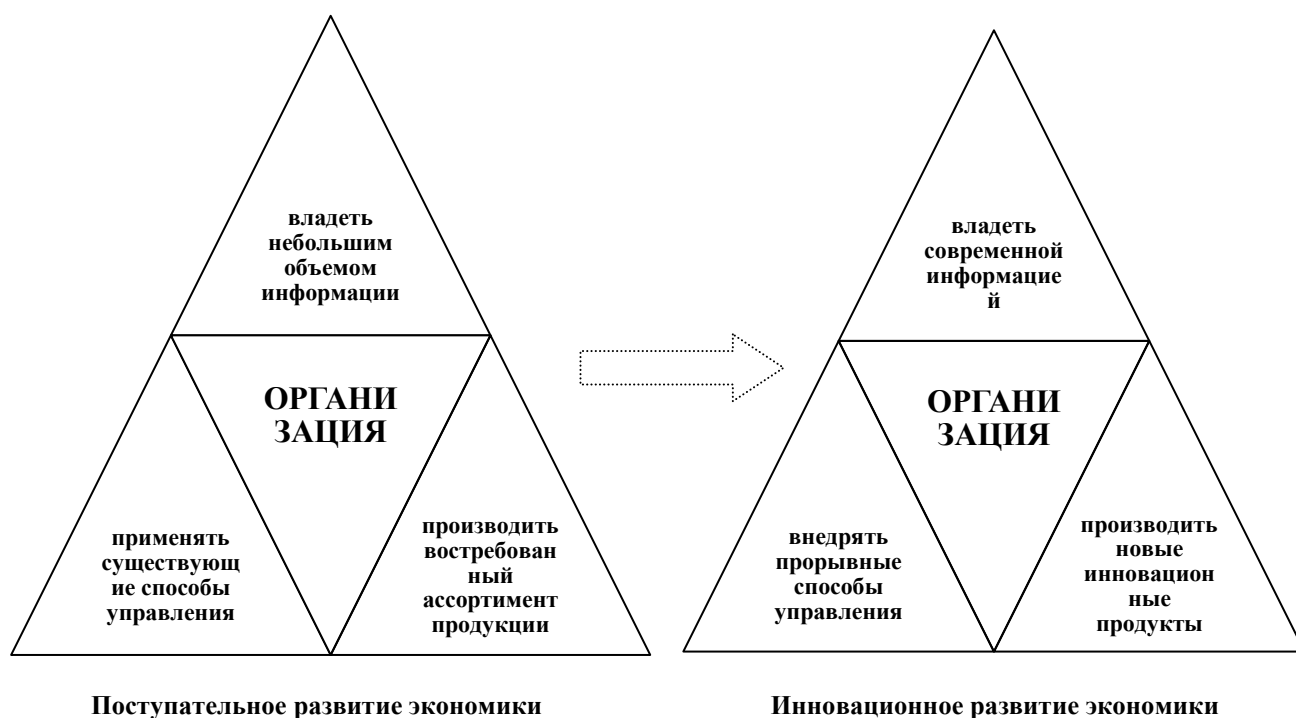 владеть
небольшим
объемом
информации
ОРГАНИ
ЗАЦИЯ
применять
существующ
ие способы
управления
производить
востребован
ный
ассортимент
продукции
Поступательное развитие экономики
владеть
современной
информацие
й
ОРГАНИ
ЗАЦИЯ
внедрять
прорывные
способы
управления
производить
новые
инновацион
ные
продукты
Инновационное развитие экономики